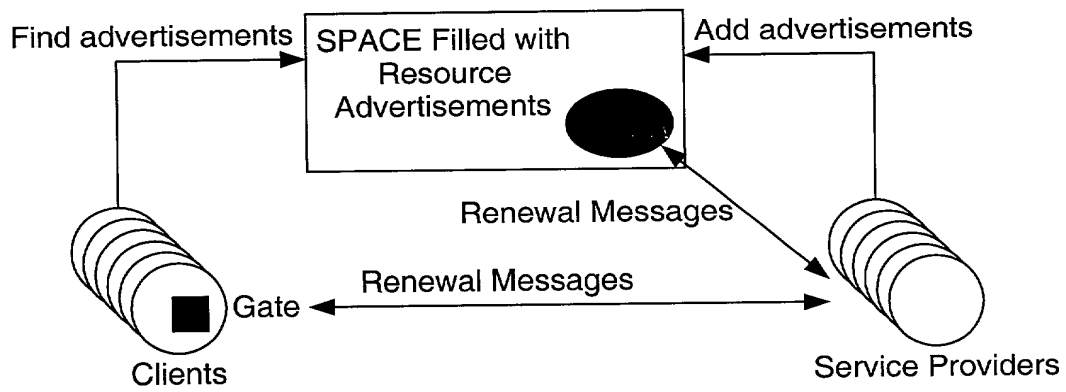 Find advertisements
SPACE Filled with
Resource
Advertisements
Add advertisements
Renewal Messages
Renewal Messages
Gate
Clients
Service Providers